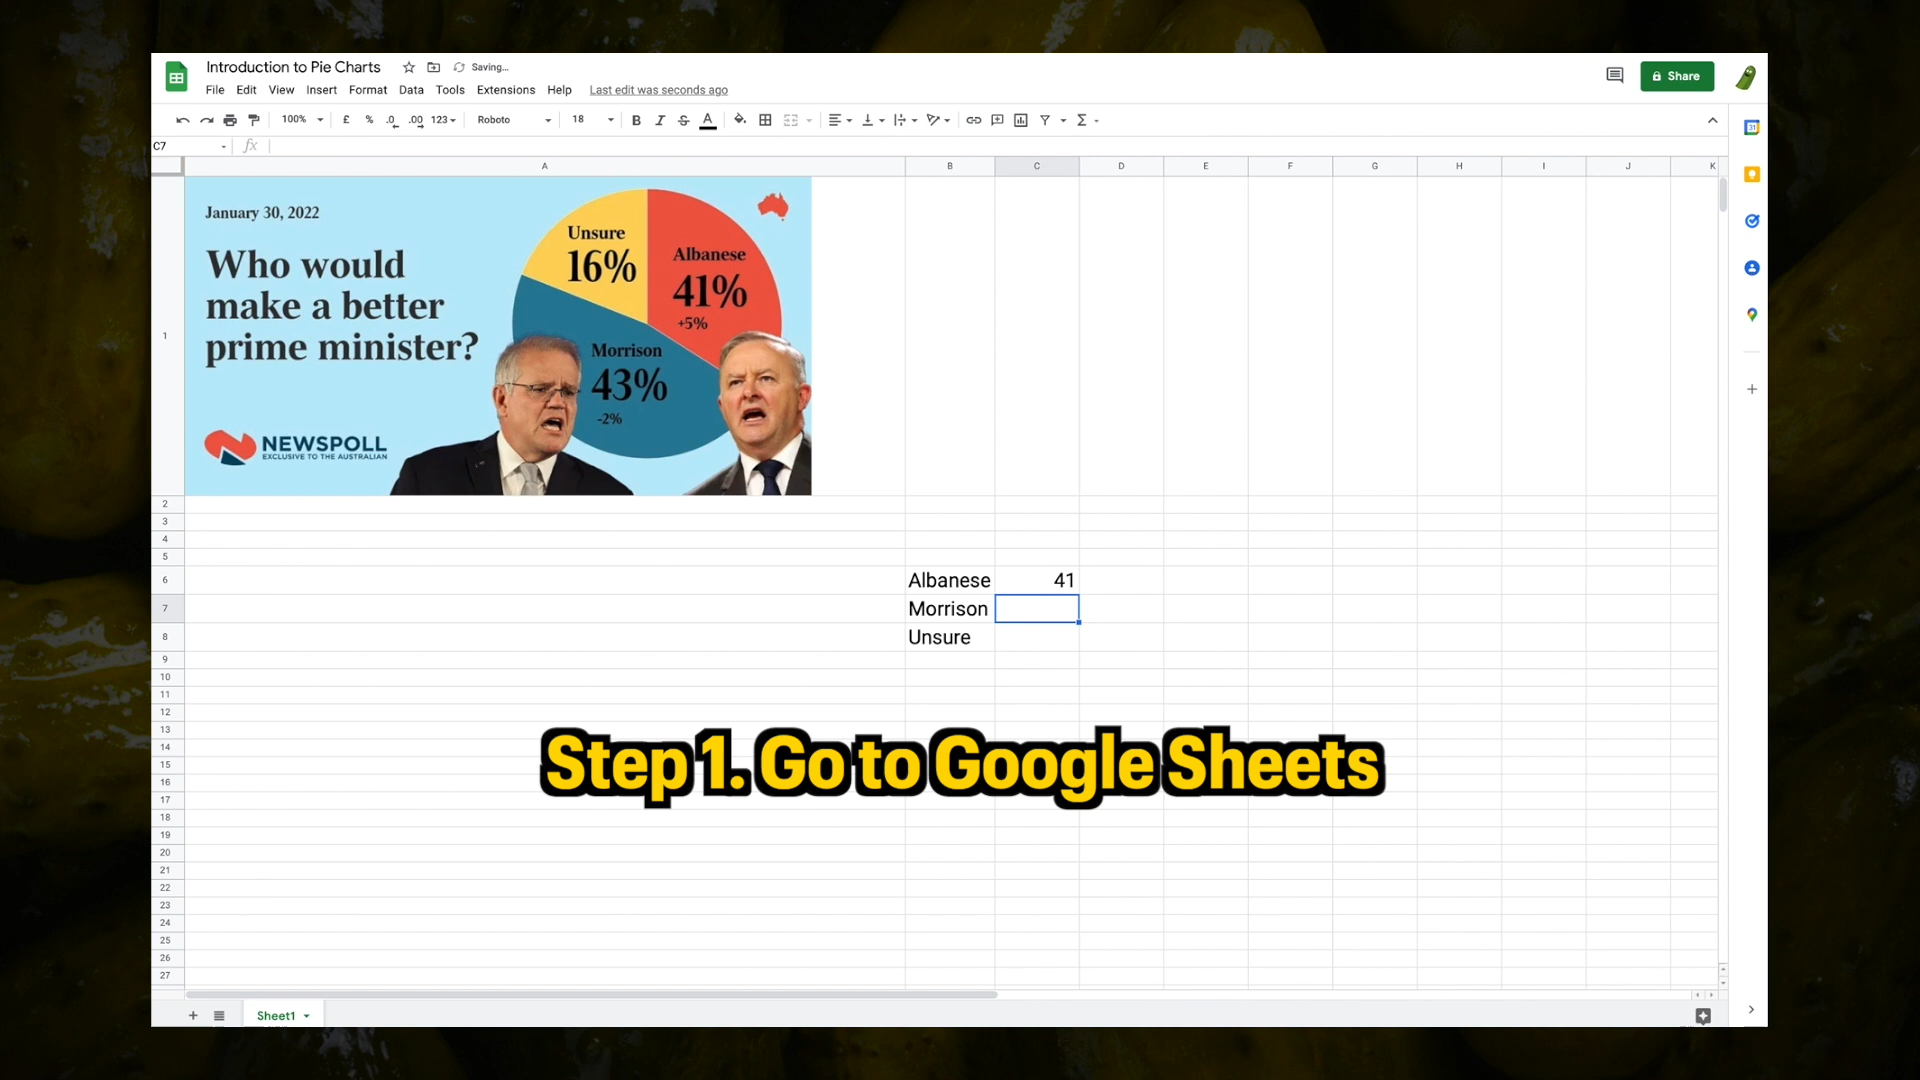 Introduction to Pie Charts
Saving...
Share
File Edit View Insert Format Data Tools Extensions Help Last edit was seconds ago
100% £ % .0 .00 123 Roboto 18 B I S A Σ
31
C7 fx
A B C D E F G H I J K
1
January 30, 2022
Who would
make a better
prime minister?
Unsure
16%
Albanese
41%
+5%
Morrison
43%
-2%
NEWSPOLL
EXCLUSIVE TO THE AUSTRALIAN
2
3
4
5
6 Albanese 41
7 Morrison
8 Unsure
9
10
11
12
13
14
15
16
17
18
19
20
21
22
23
24
25
26
27
Step 1. Go to Google Sheets
Sheet1